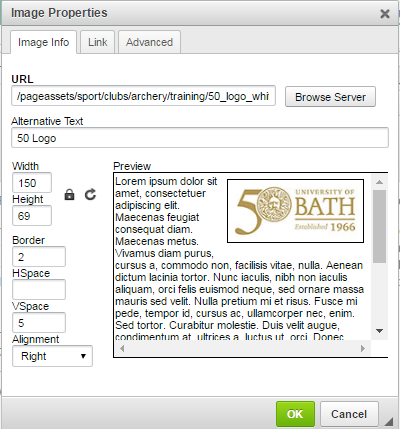 Image Properties
Image Info
Link
Advanced
URL
/pageassets/sport/clubs/archery/training/50_logo_whi
Browse Server
Alternative Text
50 Logo
Width
150
Height
69
Border
2
HSpace
VSpace
5
Alignment
Right
Preview
Lorem ipsum dolor sit
amet, consectetuer
adipiscing elit.
Maecenas feugiat
consequat diam.
Maecenas metus.
Vivamus diam purus,
cursus a, commodo non, facilisis vitae, nulla. Aenean
dictum lacinia tortor. Nunc iaculis, nibh non iaculis
aliquam, orci felis euismod neque, sed ornare massa
mauris sed velit. Nulla pretium mi et risus. Fusce mi
pede, tempor id, cursus ac, ullamcorper nec, enim.
Sed tortor. Curabitur molestie. Duis velit augue,
condimentum at, ultrices a, luctus ut, orci. Donec
50
UNIVERSITY OF
BATH
Established 1966
OK
Cancel